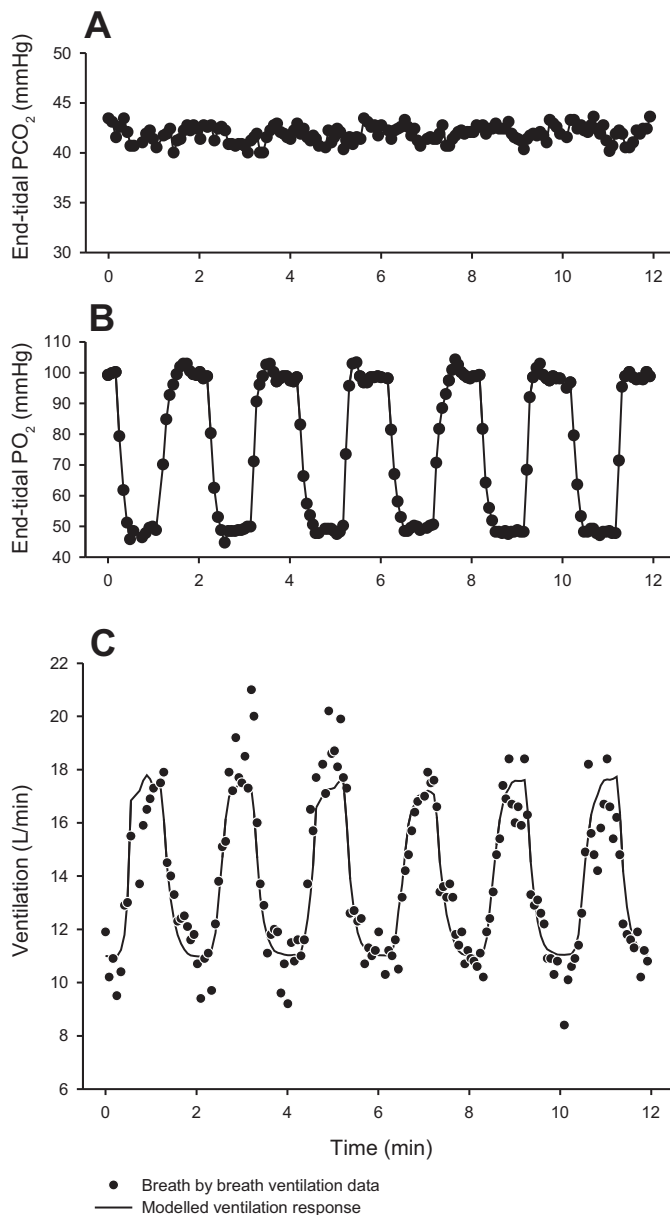 A
End-tidal PCO₂ (mmHg)
50
45
40
35
30
0 2 4 6 8 10 12
B
End-tidal PO₂ (mmHg)
110
100
90
80
70
60
50
40
0 2 4 6 8 10 12
C
Ventilation (L/min)
22
20
18
16
14
12
10
8
6
0 2 4 6 8 10 12
Time (min)
Breath by breath ventilation data
Modelled ventilation response